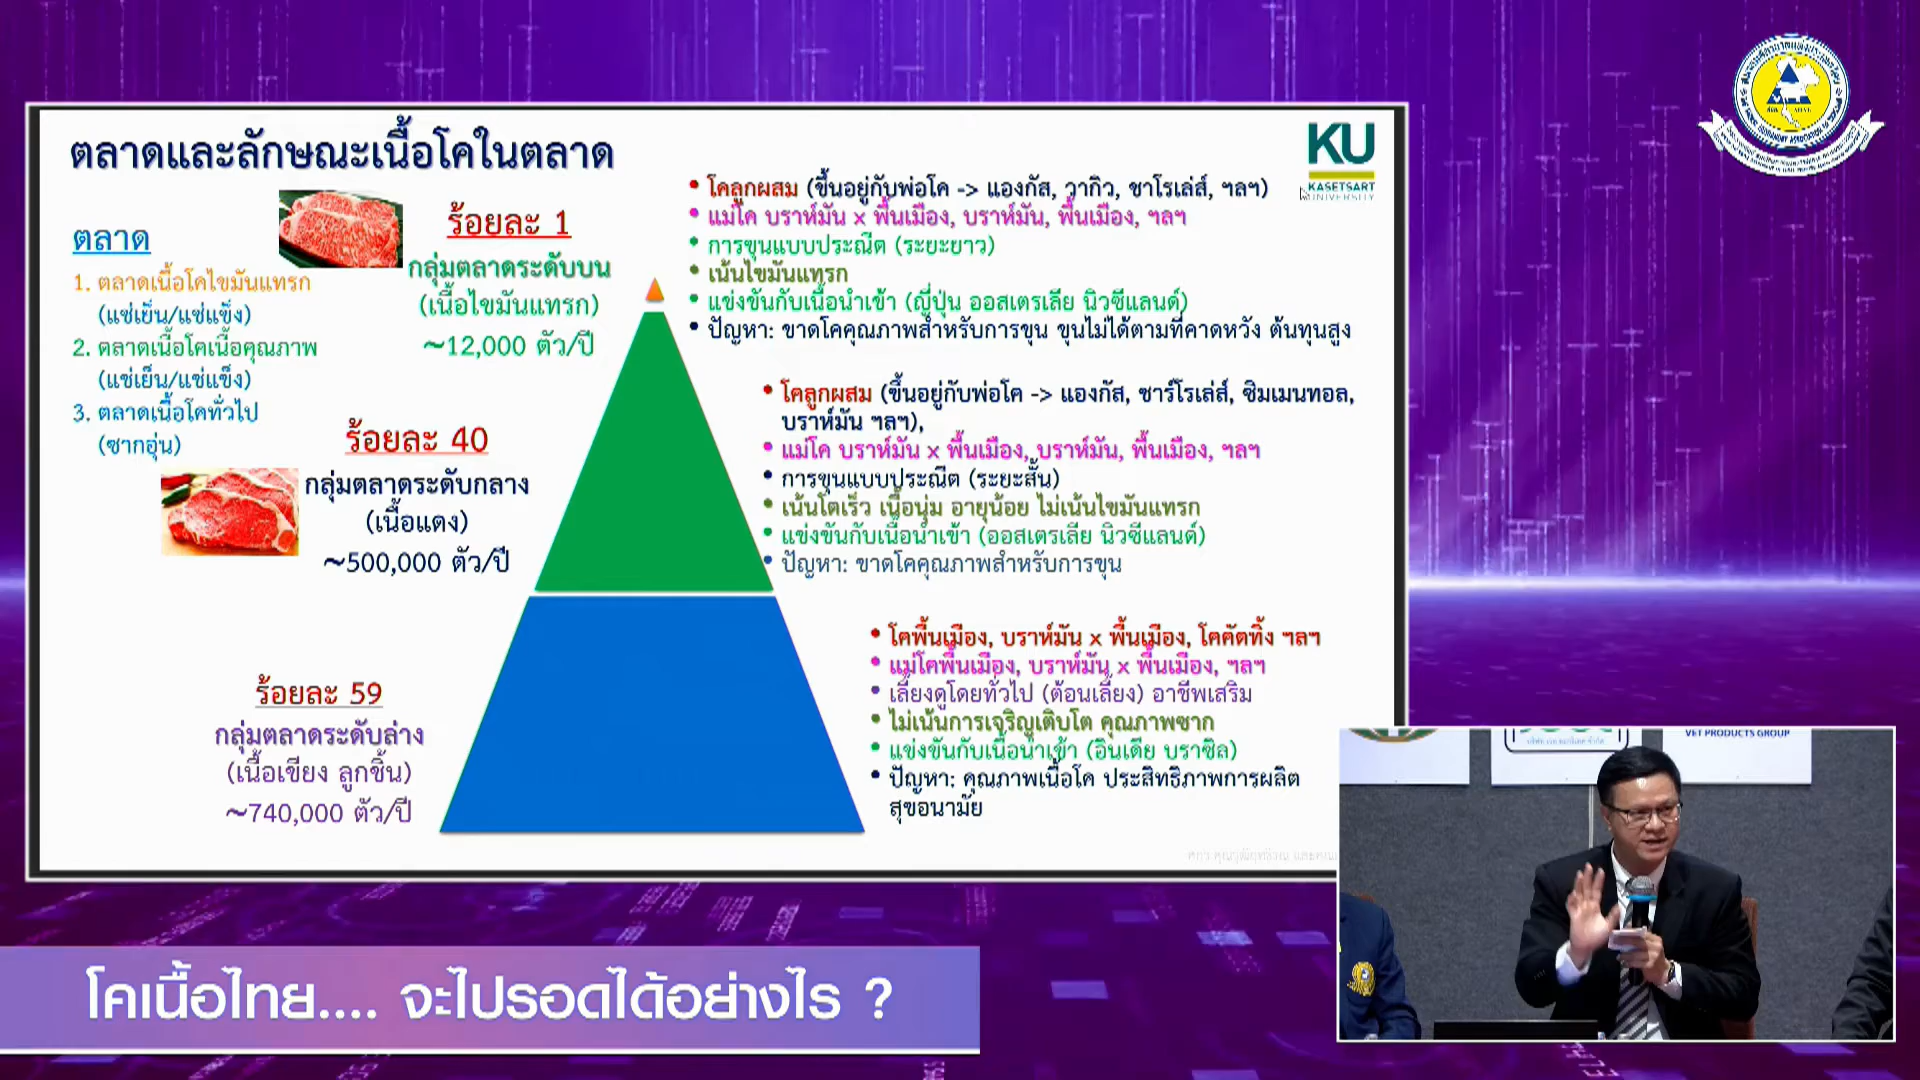 ตลาดและลักษณะเนื้อโคในตลาด
KU
KASETSART
UNIVERSITY
ตลาด
1. ตลาดเนื้อโคไขมันแทรก
(แช่เย็น/แช่แข็ง)
2. ตลาดเนื้อโคเนื้อคุณภาพ
(แช่เย็น/แช่แข็ง)
3. ตลาดเนื้อโคทั่วไป
(ซากอุ่น)
ร้อยละ 1
กลุ่มตลาดระดับบน
(เนื้อไขมันแทรก)
~12,000 ตัว/ปี
• โคลูกผสม (ขึ้นอยู่กับพ่อโค -> แองกัส, วากิว, ชาโรเล่ส์, ฯลฯ)
• แม่โค บราห์มัน x พื้นเมือง, บราห์มัน, พื้นเมือง, ฯลฯ
• การขุนแบบประณีต (ระยะยาว)
• เน้นไขมันแทรก
• แข่งขันกับเนื้อนำเข้า (ญี่ปุ่น ออสเตรเลีย นิวซีแลนด์)
• ปัญหา: ขาดโคคุณภาพสำหรับการขุน ขุนไม่ได้ตามที่คาดหวัง ต้นทุนสูง
ร้อยละ 40
กลุ่มตลาดระดับกลาง
(เนื้อแดง)
~500,000 ตัว/ปี
• โคลูกผสม (ขึ้นอยู่กับพ่อโค -> แองกัส, ชาร์โรเล่ส์, ซิมเมนทอล,
บราห์มัน ฯลฯ),
• แม่โค บราห์มัน x พื้นเมือง, บราห์มัน, พื้นเมือง, ฯลฯ
• การขุนแบบประณีต (ระยะสั้น)
• เน้นโตเร็ว เนื้อนุ่ม อายุน้อย ไม่เน้นไขมันแทรก
• แข่งขันกับเนื้อนำเข้า (ออสเตรเลีย นิวซีแลนด์)
• ปัญหา: ขาดโคคุณภาพสำหรับการขุน
ร้อยละ 59
กลุ่มตลาดระดับล่าง
(เนื้อเขียง ลูกชิ้น)
~740,000 ตัว/ปี
• โคพื้นเมือง, บราห์มัน x พื้นเมือง, โคคัดทิ้ง ฯลฯ
• แม่โคพื้นเมือง, บราห์มัน x พื้นเมือง, ฯลฯ
• เลี้ยงดูโดยทั่วไป (ต้อนเลี้ยง) อาชีพเสริม
• ไม่เน้นการเจริญเติบโต คุณภาพซาก
• แข่งขันกับเนื้อนำเข้า (อินเดีย บราซิล)
• ปัญหา: คุณภาพเนื้อโค ประสิทธิภาพการผลิต
สุขอนามัย
VET PRODUCTS GROUP
โคเนื้อไทย.... จะไปรอดได้อย่างไร ?